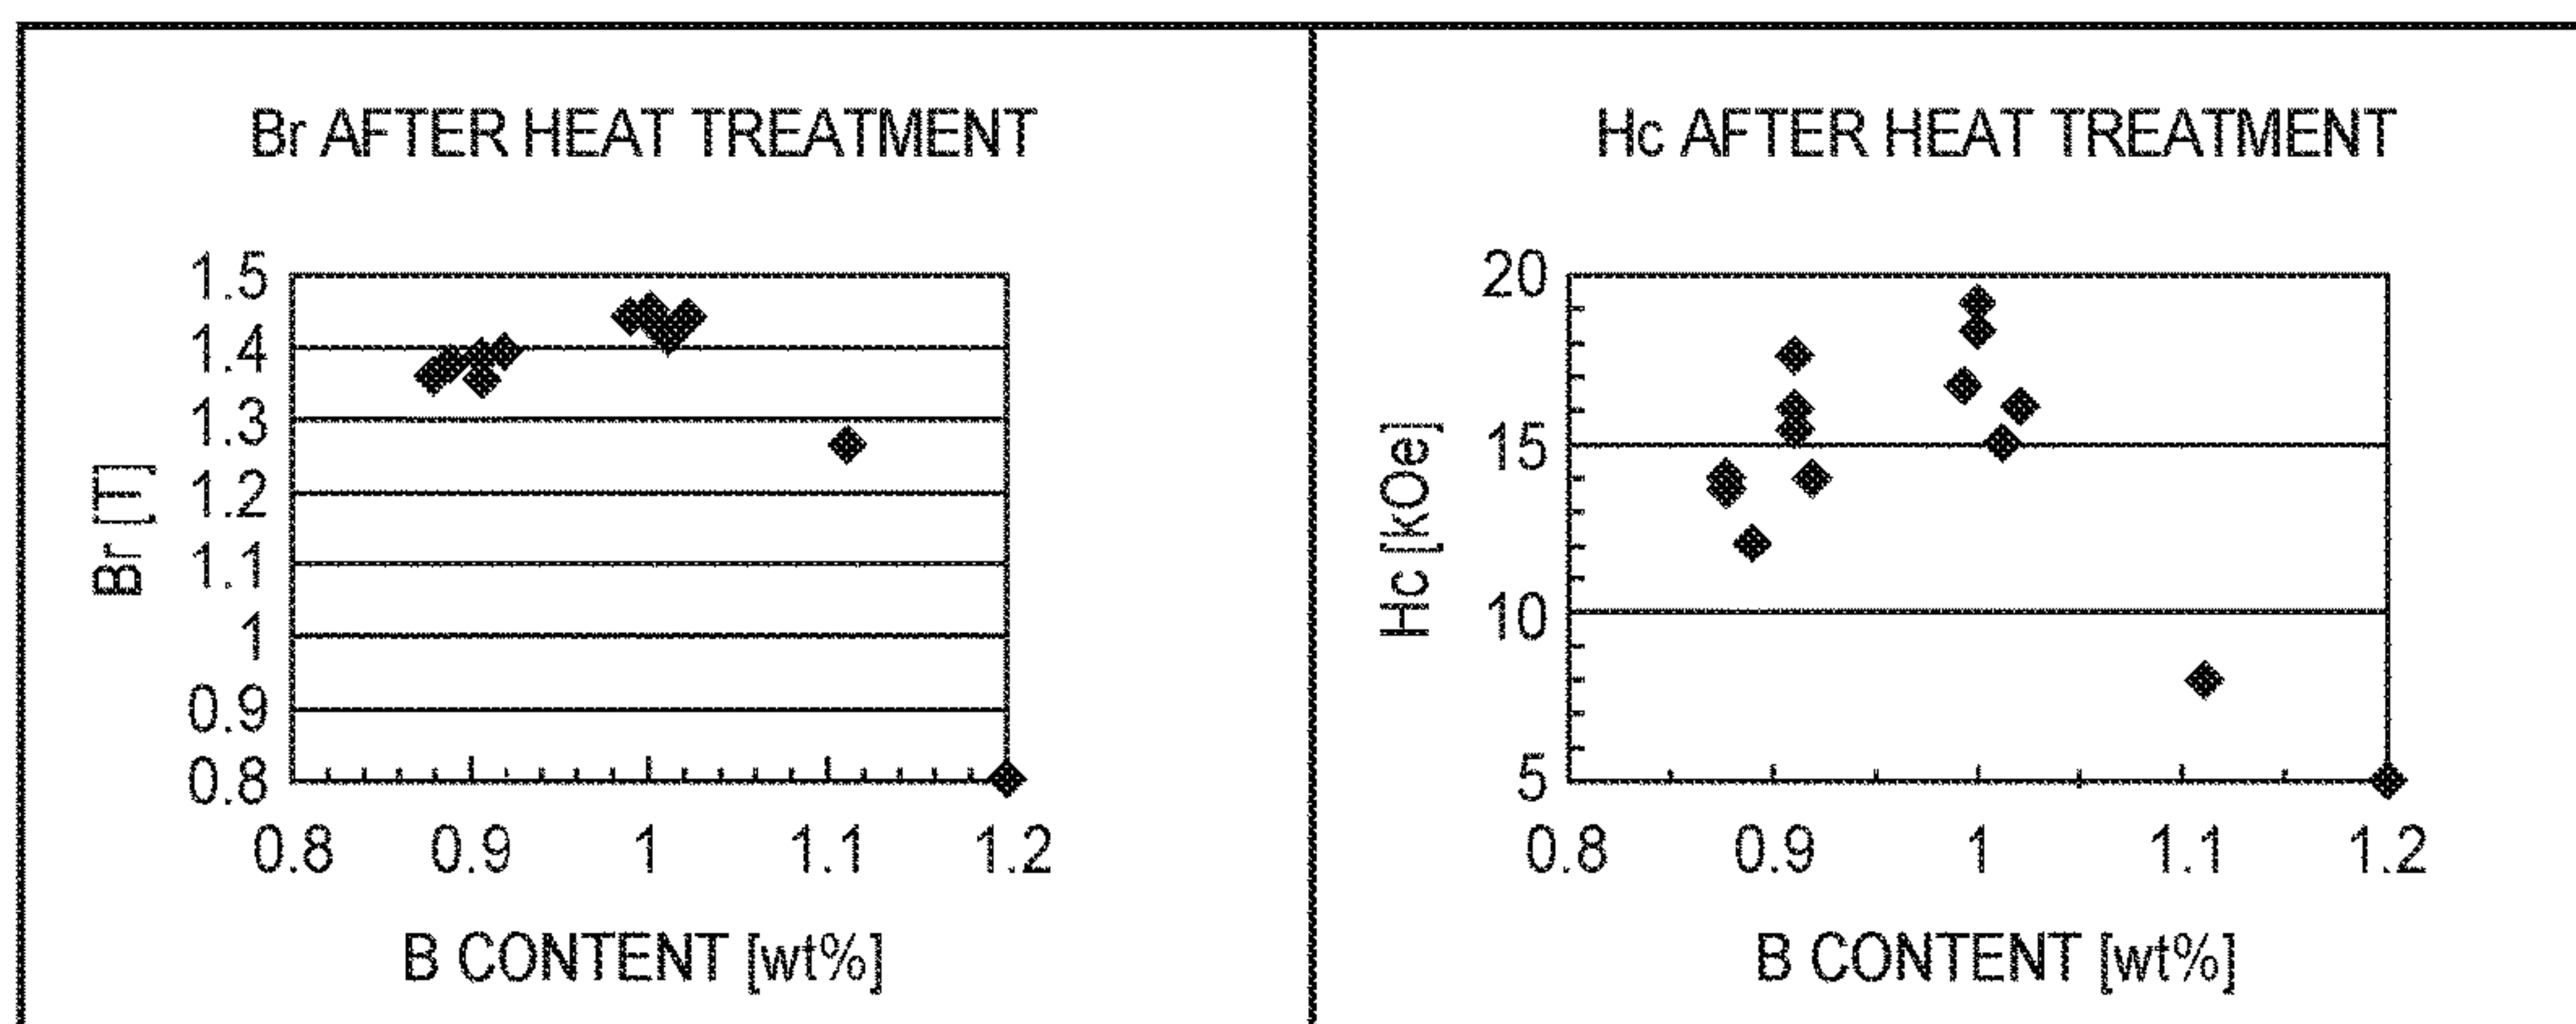 Br AFTER HEAT TREATMENT
1.5
1.4
1.3
1.2
1.1
1
0.9
0.8
Br [T]
0.8 0.9 1 1.1 1.2
B CONTENT [wt%]
Hc AFTER HEAT TREATMENT
20
15
10
5
Hc [kOe]
0.8 0.9 1 1.1 1.2
B CONTENT [wt%]